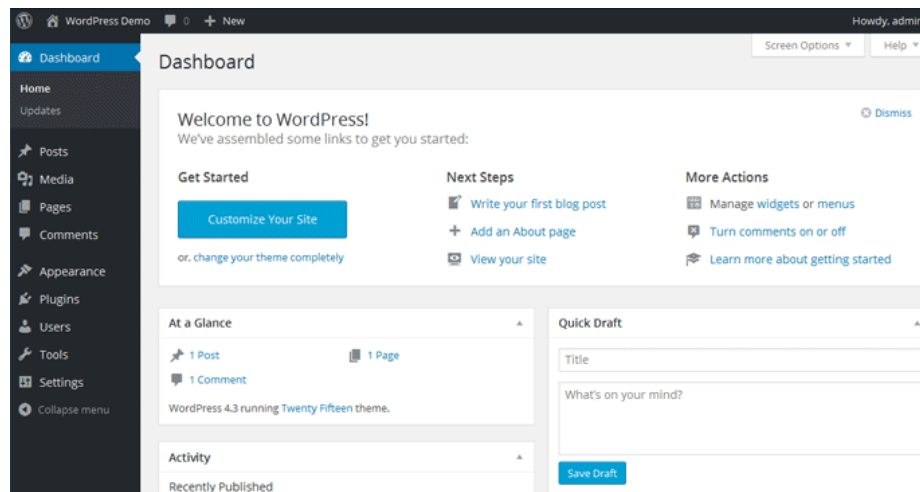 WordPress Demo 0 + New Howdy, admin
Dashboard
Home
Updates
Posts
Media
Pages
Comments
Appearance
Plugins
Users
Tools
Settings
Collapse menu
Screen Options Help
Dashboard
Welcome to WordPress!
We've assembled some links to get you started:
Dismiss
Get Started
Customize Your Site
or, change your theme completely
Next Steps
Write your first blog post
Add an About page
View your site
More Actions
Manage widgets or menus
Turn comments on or off
Learn more about getting started
At a Glance
1 Post 1 Page
1 Comment
WordPress 4.3 running Twenty Fifteen theme.
Activity
Recently Published
Quick Draft
Title
What's on your mind?
Save Draft